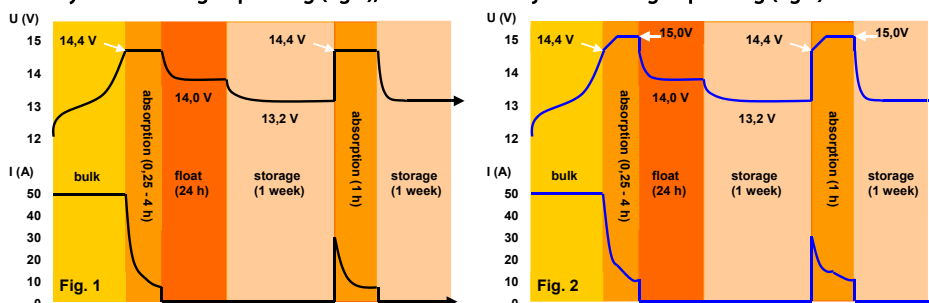 U (V)
15
14
13
12
14,4 V
14,4 V
14,0 V
13,2 V
I (A)
50
40
30
20
10
0
bulk
absorption (0,25 - 4 h)
float
(24 h)
storage
(1 week)
absorption (1 h)
storage
(1 week)
Fig. 1
U (V)
15
14
13
12
14,4 V
15,0V
14,4 V
15,0V
14,0 V
13,2 V
I (A)
50
40
30
20
10
0
bulk
absorption (0,25 - 4 h)
float
(24 h)
storage
(1 week)
absorption (1 h)
storage
(1 week)
Fig. 2